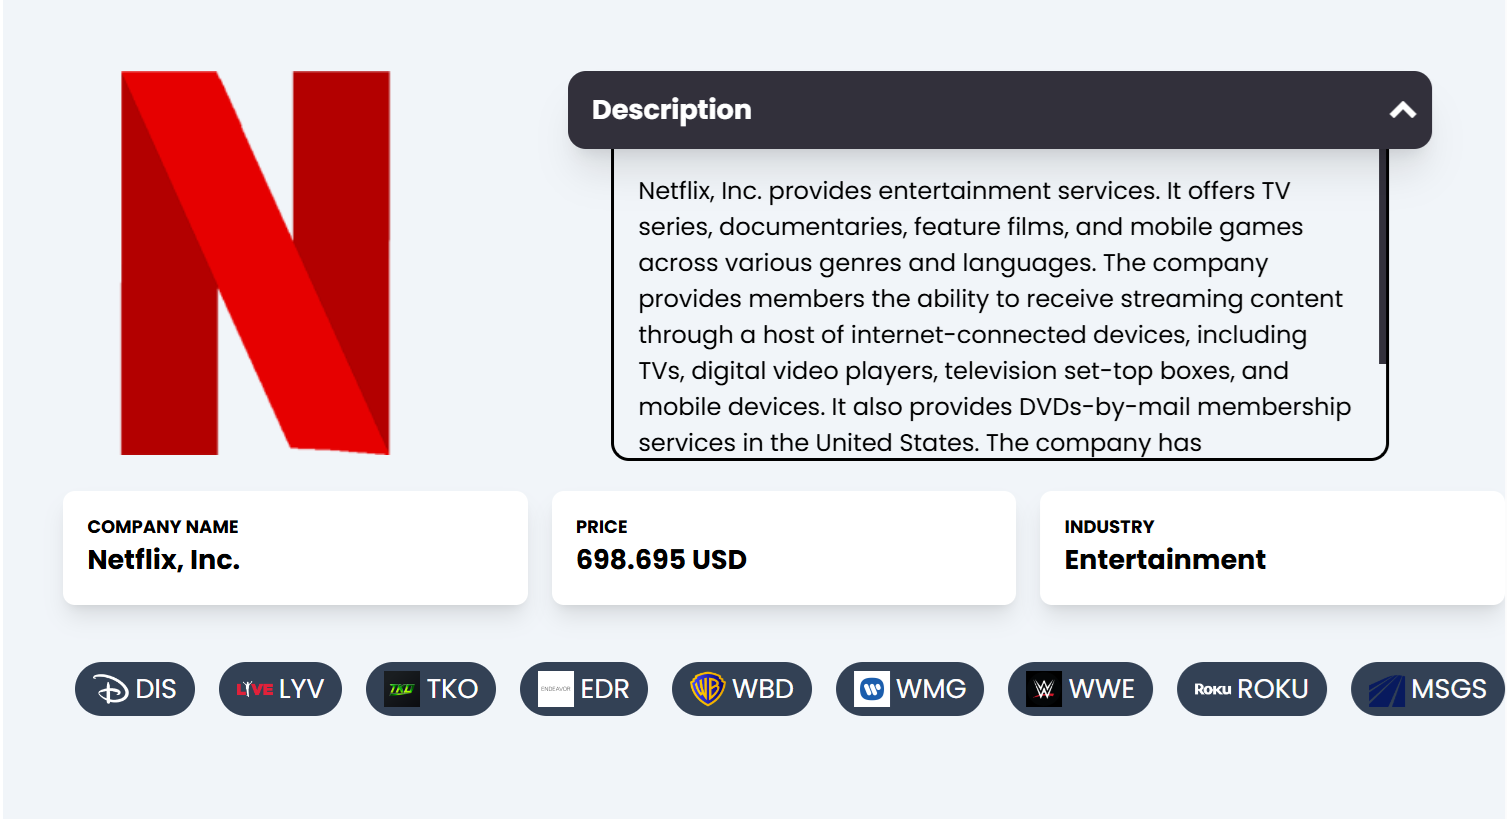 Description
Netflix, Inc. provides entertainment services. It offers TV
series, documentaries, feature films, and mobile games
across various genres and languages. The company
provides members the ability to receive streaming content
through a host of internet-connected devices, including
TVs, digital video players, television set-top boxes, and
mobile devices. It also provides DVDs-by-mail membership
services in the United States. The company has
COMPANY NAME
Netflix, Inc.
PRICE
698.695 USD
INDUSTRY
Entertainment
DIS
LIVE LYV
TKO TKO
ENDEAVOR EDR
WB WBD
W WMG
W WWE
ROKU ROKU
MSGS